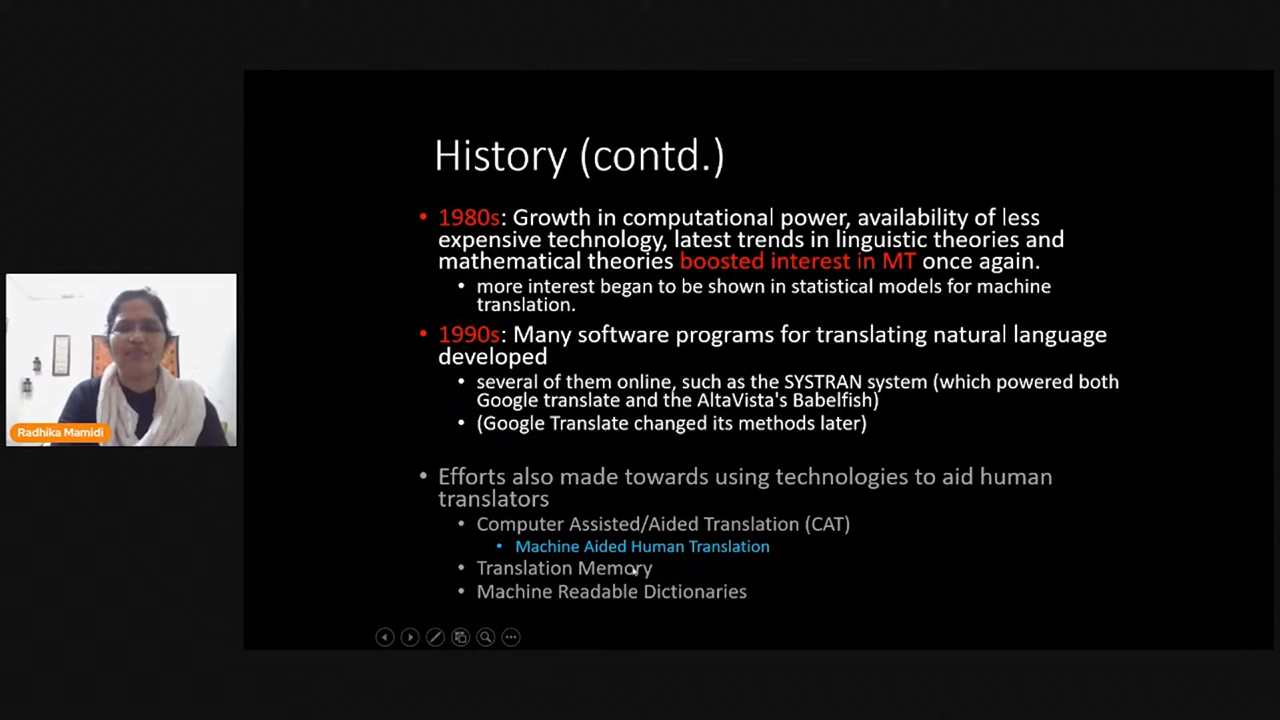 History (contd.)
• 1980s: Growth in computational power, availability of less
expensive technology, latest trends in linguistic theories and
mathematical theories boosted interest in MT once again.
• more interest began to be shown in statistical models for machine
translation.
• 1990s: Many software programs for translating natural language
developed
• several of them online, such as the SYSTRAN system (which powered both
Google translate and the AltaVista's Babelfish)
• (Google Translate changed its methods later)
• Efforts also made towards using technologies to aid human
translators
• Computer Assisted/Aided Translation (CAT)
• Machine Aided Human Translation
• Translation Memory
• Machine Readable Dictionaries
Radhika Mamidi